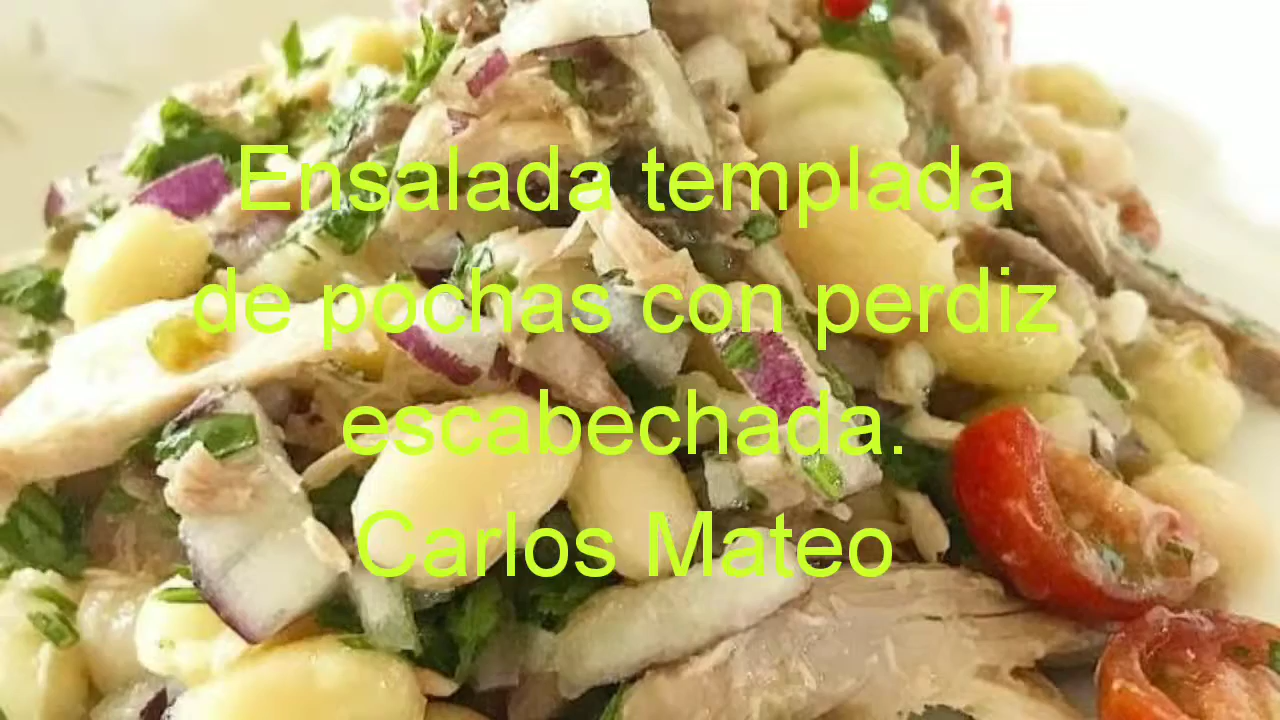 Ensalada templada
de pochas con perdiz
escabechada.
Carlos Mateo